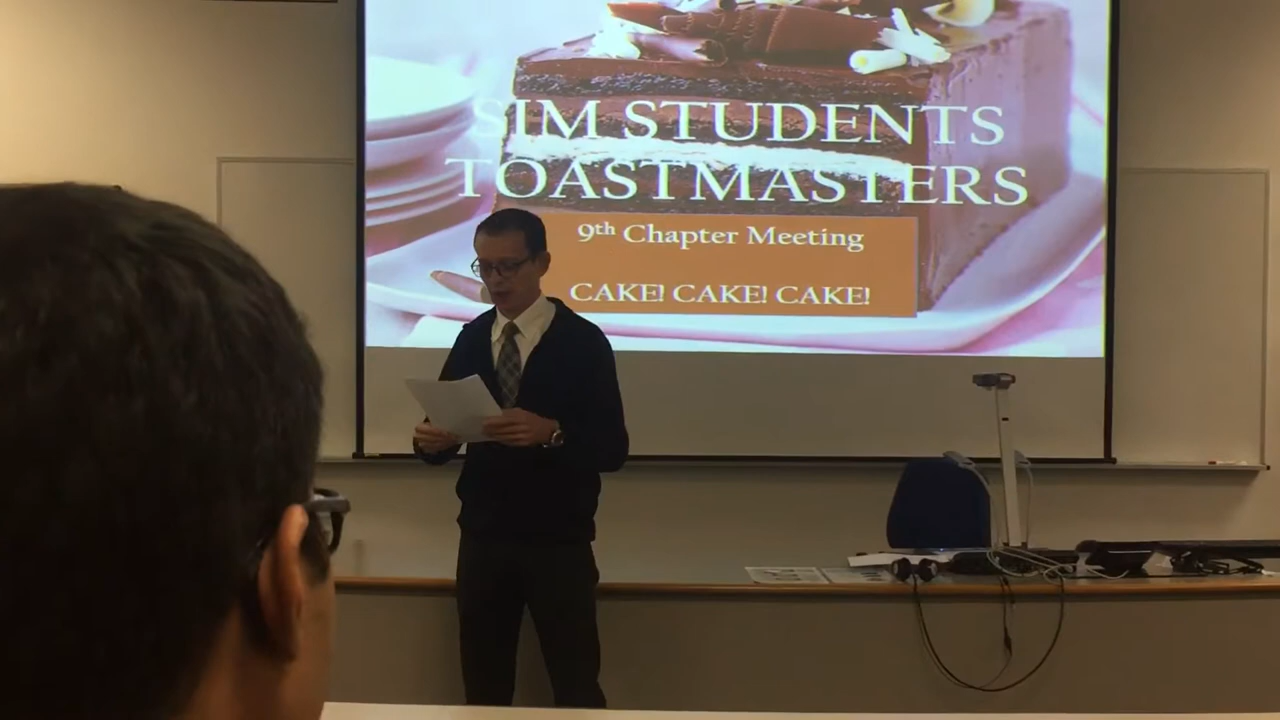 SIM STUDENTS
TOASTMASTERS
9th Chapter Meeting
CAKE! CAKE! CAKE!